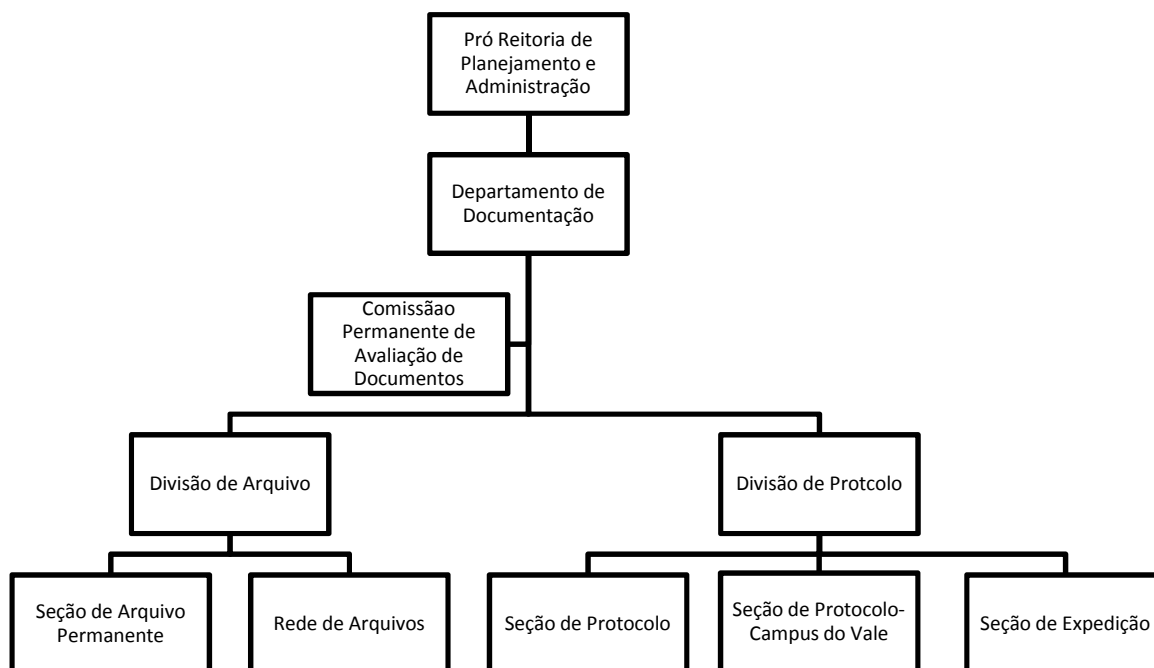 Pró Reitoria de
Planejamento e
Administração
Departamento de
Documentação
Comissãao
Permanente de
Avaliação de
Documentos
Divisão de Arquivo
Divisão de Protcolo
Seção de Arquivo
Permanente
Rede de Arquivos
Seção de Protocolo
Seção de Protocolo-
Campus do Vale
Seção de Expedição